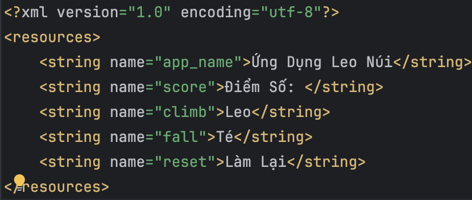 <?xml version="1.0" encoding="utf-8"?>
<resources>
    <string name="app_name">Ứng Dụng Leo Núi</string>
    <string name="score">Điểm Số: </string>
    <string name="climb">Leo</string>
    <string name="fall">Té</string>
    <string name="reset">Làm Lại</string>
</resources>